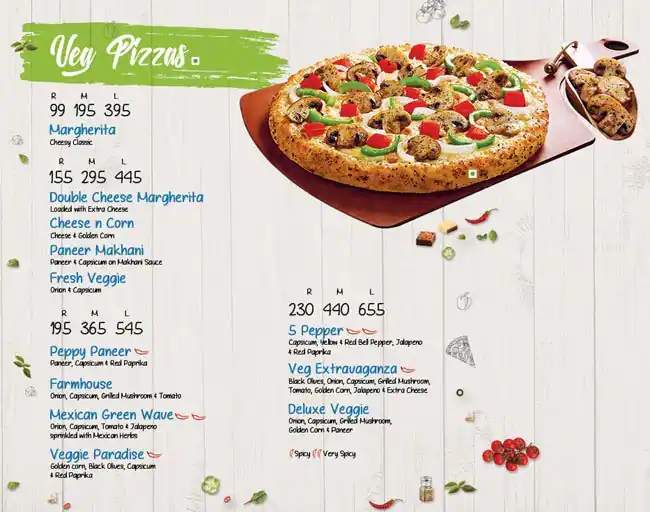 Veg Pizzas
R M L
99 195 395
Margherita
Cheesy Classic
R M L
155 295 445
Double Cheese Margherita
Loaded with Extra Cheese
Cheese n Corn
Cheese & Golden Corn
Paneer Makhani
Paneer & Capsicum on Makhani Sauce
Fresh Veggie
Onion & Capsicum
R M L
195 365 545
Peppy Paneer
Paneer, Capsicum & Red Paprika
Farmhouse
Onion, Capsicum, Grilled Mushroom & Tomato
Mexican Green Wave
Onion, Capsicum, Tomato & Jalapeno
sprinkled with Mexican Herbs
Veggie Paradise
Golden corn, Black Olives, Capsicum
& Red Paprika
R M L
230 440 655
5 Pepper
Capsicum, Yellow & Red Bell Pepper, Jalapeno
& Red Paprika
Veg Extravaganza
Black Olives, Onion, Capsicum, Grilled Mushroom,
Tomato, Golden Corn, Jalapeno & Extra Cheese
Deluxe Veggie
Onion, Capsicum, Grilled Mushroom,
Golden Corn & Paneer
Spicy Very Spicy